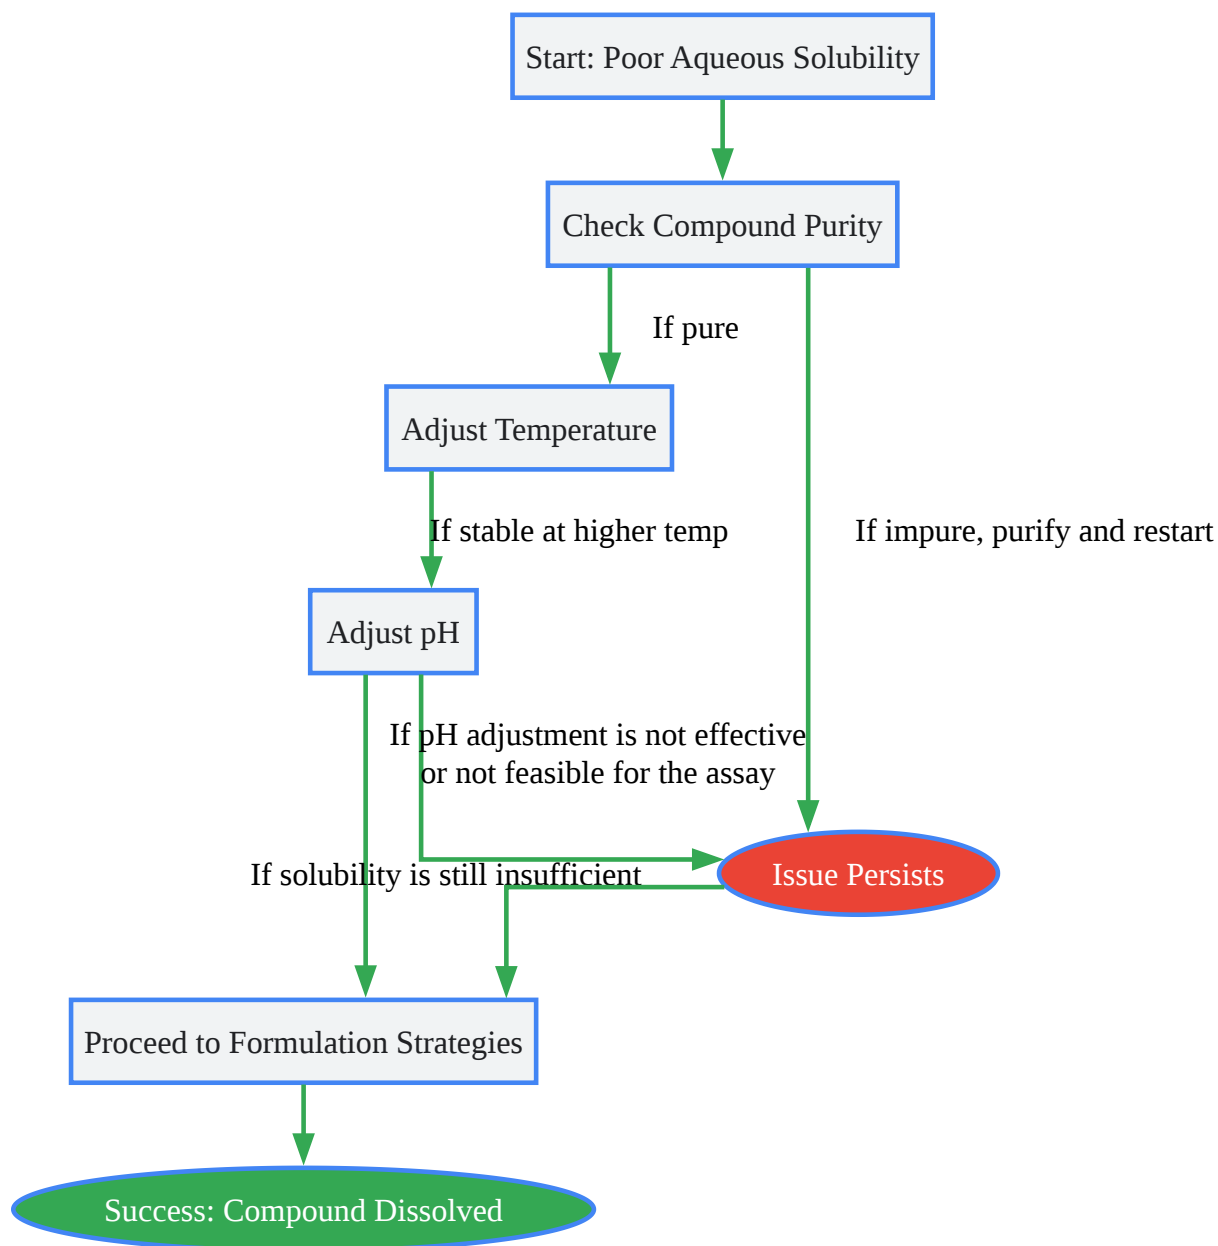 Start: Poor Aqueous Solubility
Check Compound Purity
If pure
Adjust Temperature
If stable at higher temp
If impure, purify and restart
Adjust pH
If pH adjustment is not effective
or not feasible for the assay
If solubility is still insufficient
Issue Persists
Proceed to Formulation Strategies
Success: Compound Dissolved